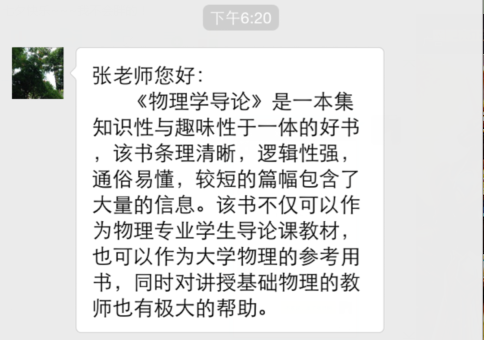 下午6:20
张老师您好：
《物理学导论》是一本集
知识性与趣味性于一体的好书
，该书条理清晰，逻辑性强，
通俗易懂，较短的篇幅包含了
大量的信息。该书不仅可以作
为物理专业学生导论课教材，
也可以作为大学物理的参考用
书，同时对讲授基础物理的教
师也有极大的帮助。